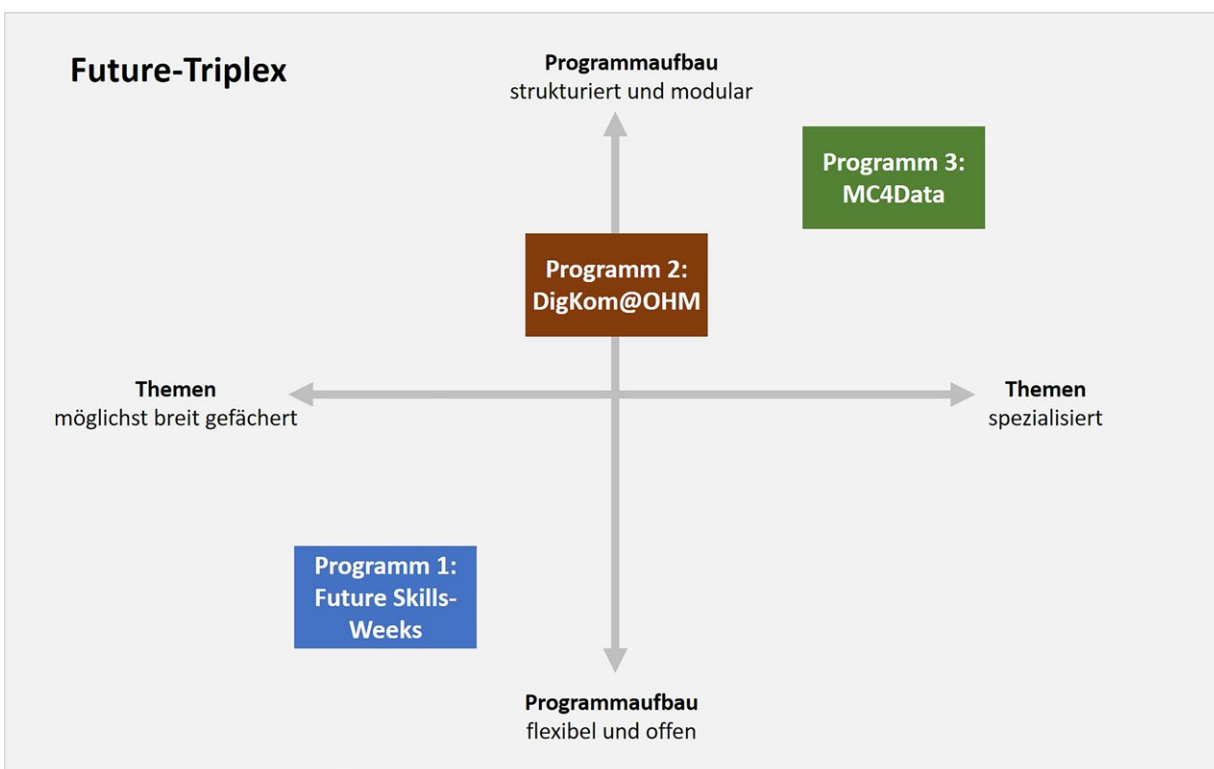 Future-Triplex
Programmaufbau
strukturiert und modular
Programm 3:
MC4Data
Programm 2:
DigKom@OHM
Themen
möglichst breit gefächert
Themen
spezialisiert
Programm 1:
Future Skills-
Weeks
Programmaufbau
flexibel und offen